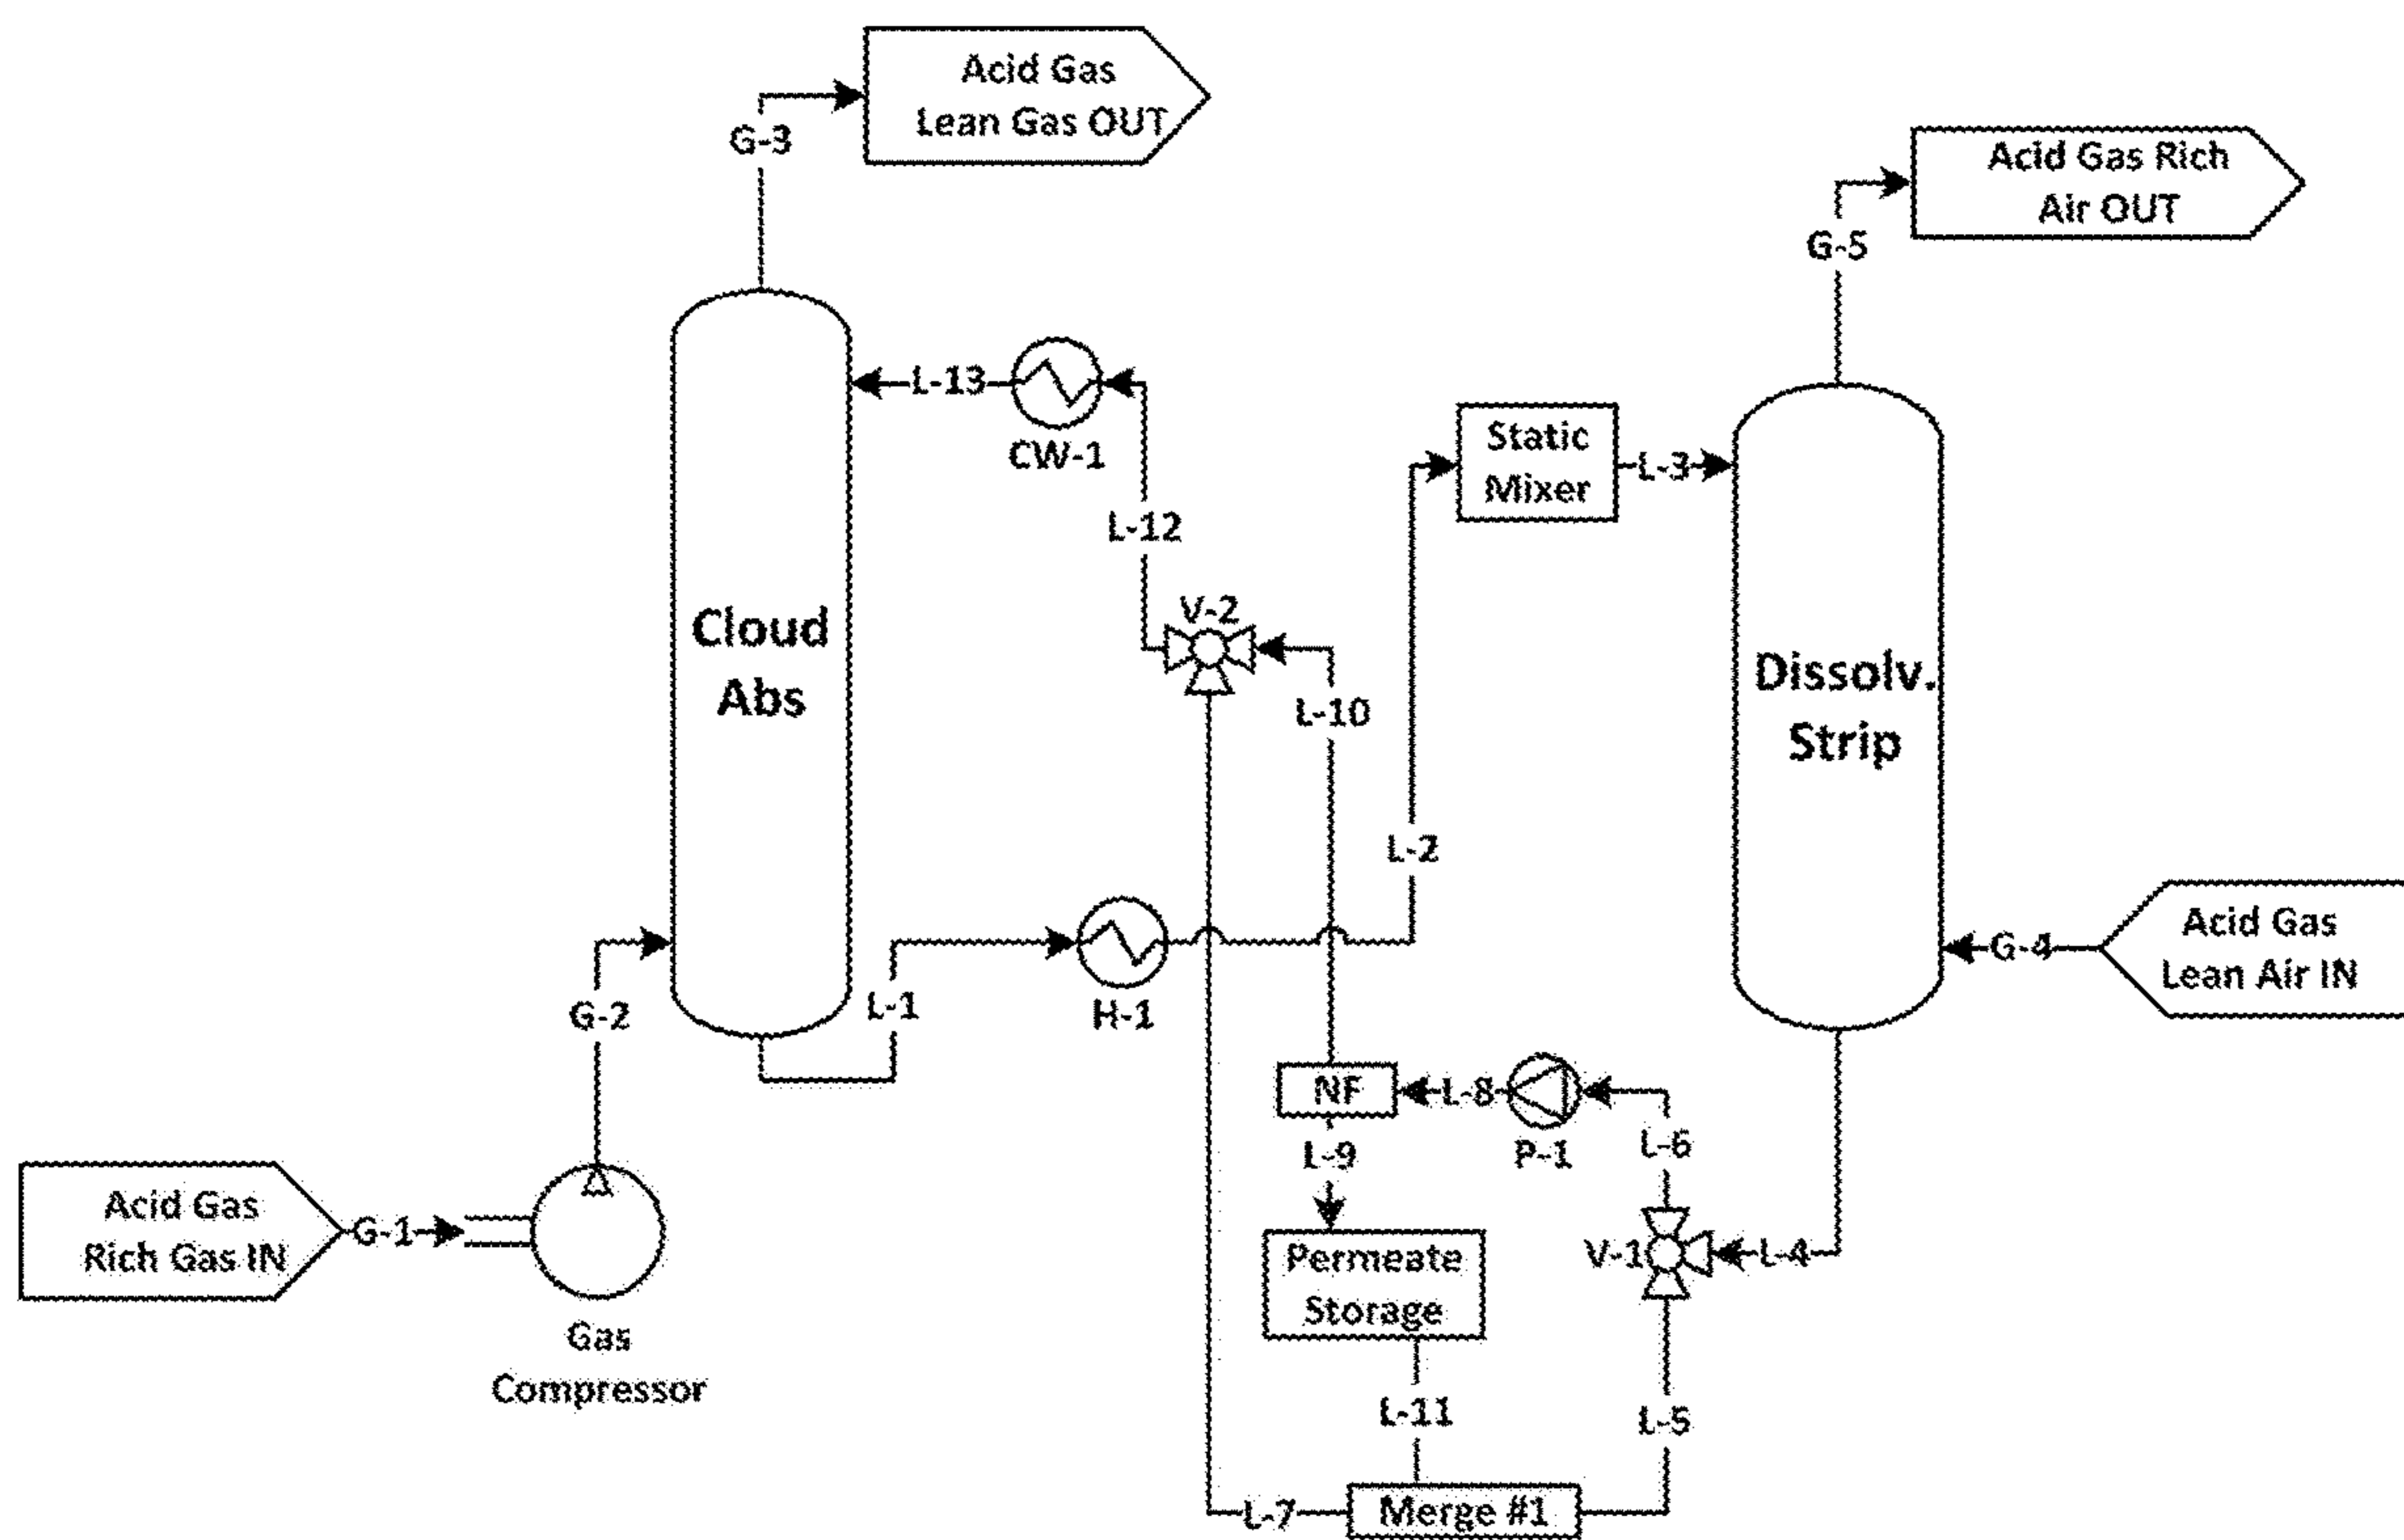 Acid Gas
Lean Gas OUT
G-3
Acid Gas Rich
Air OUT
G-5
L-13
CW-1
Static
Mixer
L-3
L-12
V-2
Cloud
Abs
L-10
Dissolv.
Strip
L-2
Acid Gas
Lean Air IN
G-4
G-2
L-1
H-1
NF
L-8
P-1
L-6
L-9
Acid Gas
Rich Gas IN
G-1
Permeate
Storage
V-1
L-4
Gas
Compressor
L-11
L-5
L-7
Merge #1